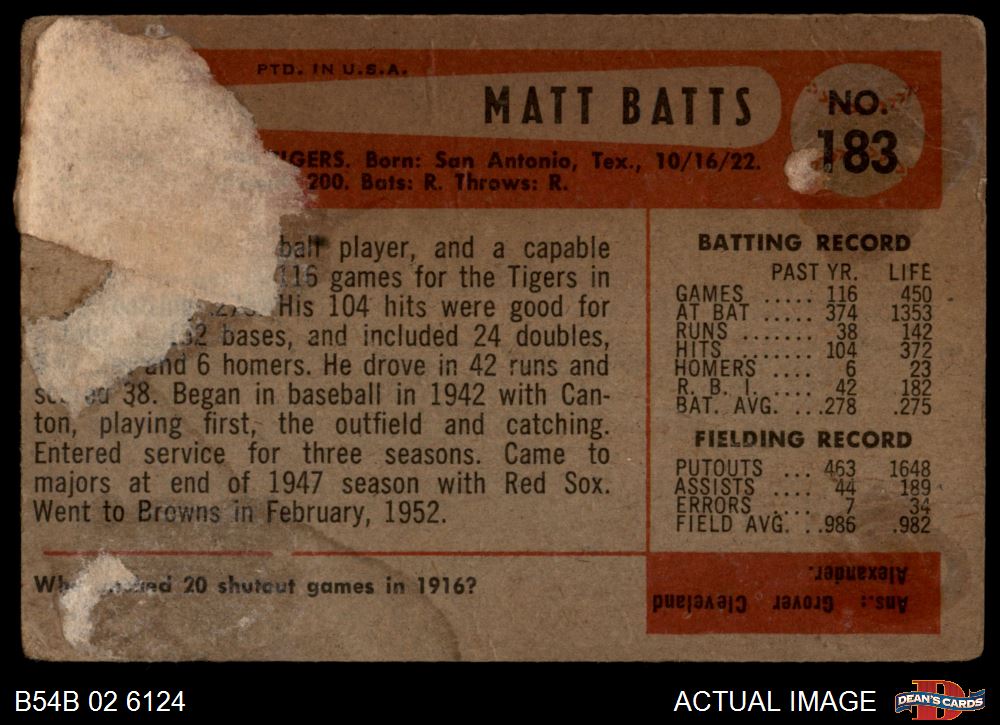 PTD. IN U.S.A.
MATT BATTS
NO.
183
IGERS. Born: San Antonio, Tex., 10/16/22.
200. Bats: R. Throws: R.
ball player, and a capable
116 games for the Tigers in
His 104 hits were good for
bases, and included 24 doubles,
and 6 homers. He drove in 42 runs and
38. Began in baseball in 1942 with Can-
ton, playing first, the outfield and catching.
Entered service for three seasons. Came to
majors at end of 1947 season with Red Sox.
Went to Browns in February, 1952.
20 shutout games in 1916?
BATTING RECORD
PAST YR. LIFE
GAMES ..... 116 450
AT BAT ..... 374 1353
RUNS ....... 38 142
HITS ....... 104 372
HOMERS .... 6 23
R. B. I. .... 42 182
BAT. AVG. ...278 .275
FIELDING RECORD
PUTOUTS ... 463 1648
ASSISTS .... 44 189
ERRORS .... 7 34
FIELD AVG. ..986 .982
Ans.: Grover Cleveland
Alexander.
B54B 02 6124
ACTUAL IMAGE
DEAN'S CARDS